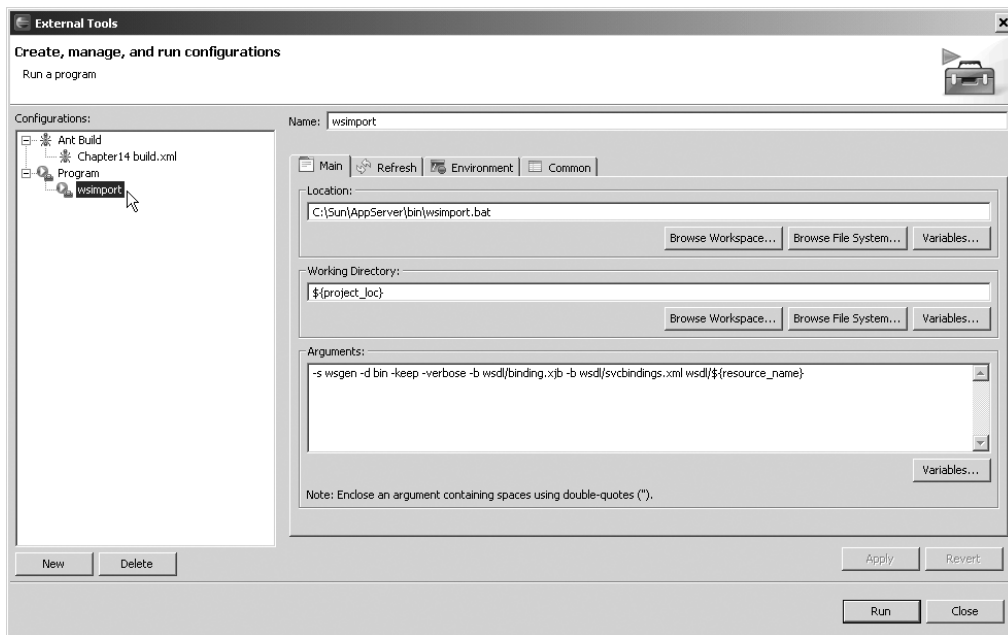 External Tools
Create, manage, and run configurations
Run a program
Configurations:
Ant Build
Chapter14 build.xml
Program
wsimport
New
Delete
Name:
wsimport
Main
Refresh
Environment
Common
Location:
C:\Sun\AppServer\bin\wsimport.bat
Browse Workspace...
Browse File System...
Variables...
Working Directory:
${project_loc}
Browse Workspace...
Browse File System...
Variables...
Arguments:
-s wsgen -d bin -keep -verbose -b wsdl/binding.xjb -b wsdl/svcbindings.xml wsdl/${resource_name}
Variables...
Note: Enclose an argument containing spaces using double-quotes (").
Apply
Revert
Run
Close